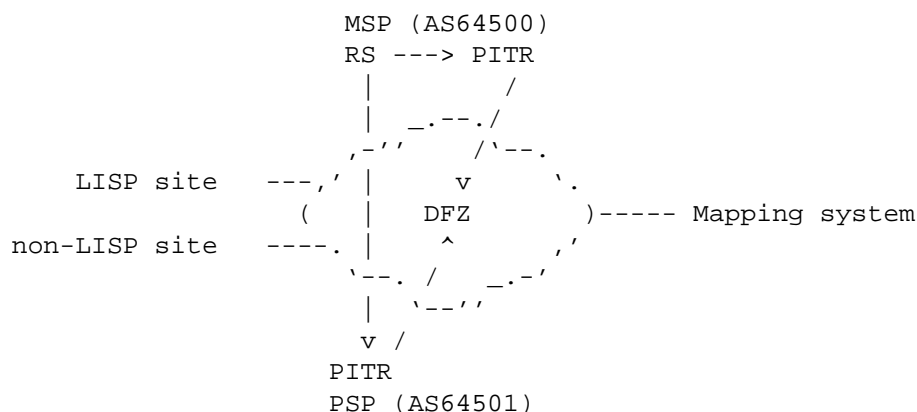 MSP (AS64500)
RS ---> PITR
LISP site
DFZ
Mapping system
non-LISP site
PITR
PSP (AS64501)